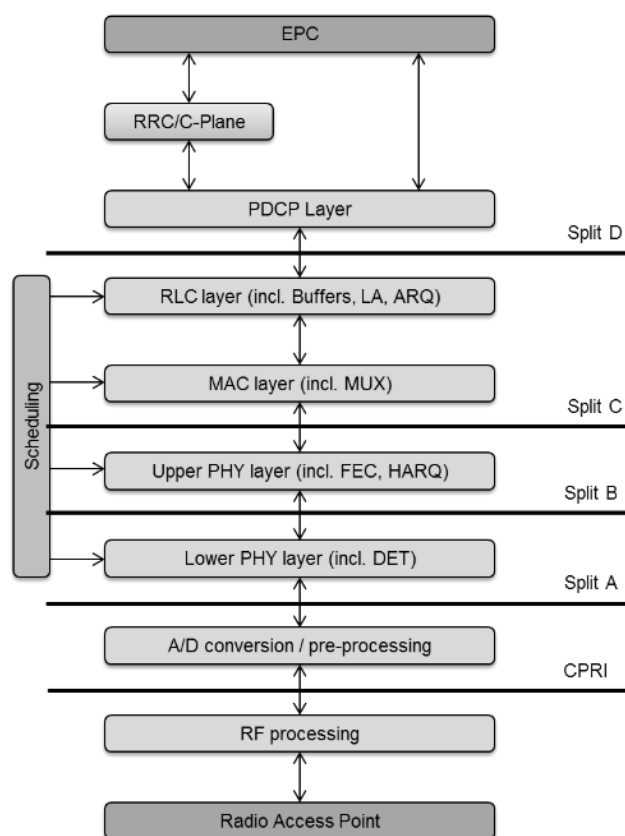 EPC
RRC/C-Plane
PDCP Layer
Split D
RLC layer (incl. Buffers, LA, ARQ)
MAC layer (incl. MUX)
Split C
Scheduling
Upper PHY layer (incl. FEC, HARQ)
Split B
Lower PHY layer (incl. DET)
Split A
A/D conversion / pre-processing
CPRI
RF processing
Radio Access Point